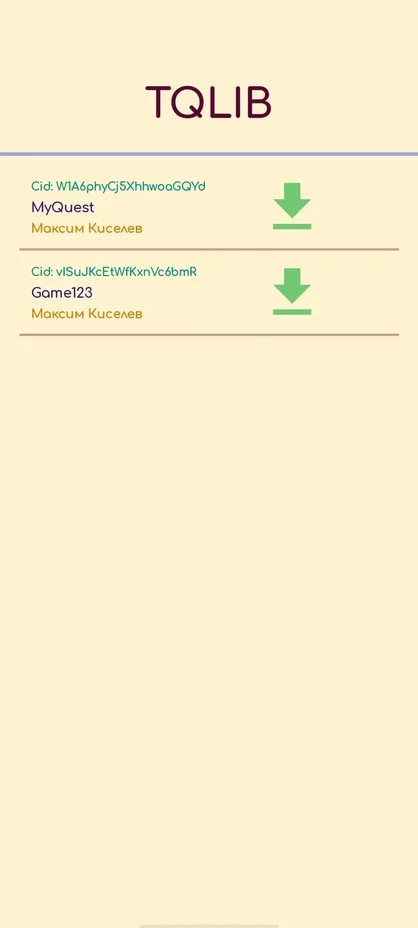 TQLIB
Cid: W1A6phyCj5XhhwoaGQYd
MyQuest
Максим Киселев
Cid: vISuJKcEtWfKxnVc6bmR
Game123
Максим Киселев